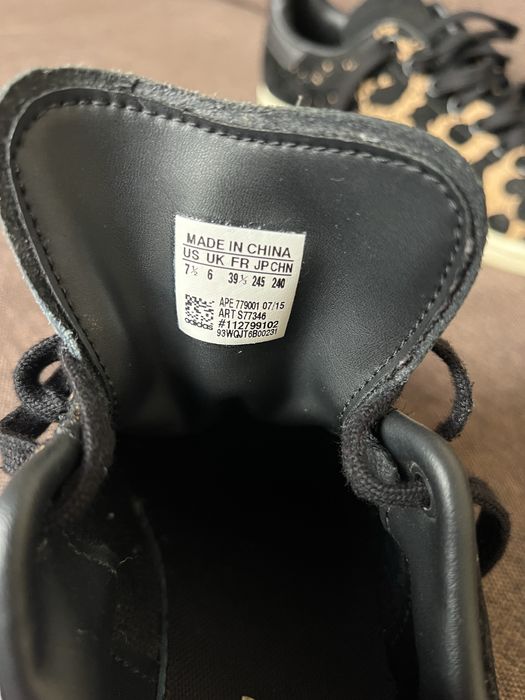 MADE IN CHINA
US UK FR JP CHN
7½ 6 39⅓ 245 240
APE 779001 07/15
ART S77346
#112799102
adidas 93WQJT6B00231